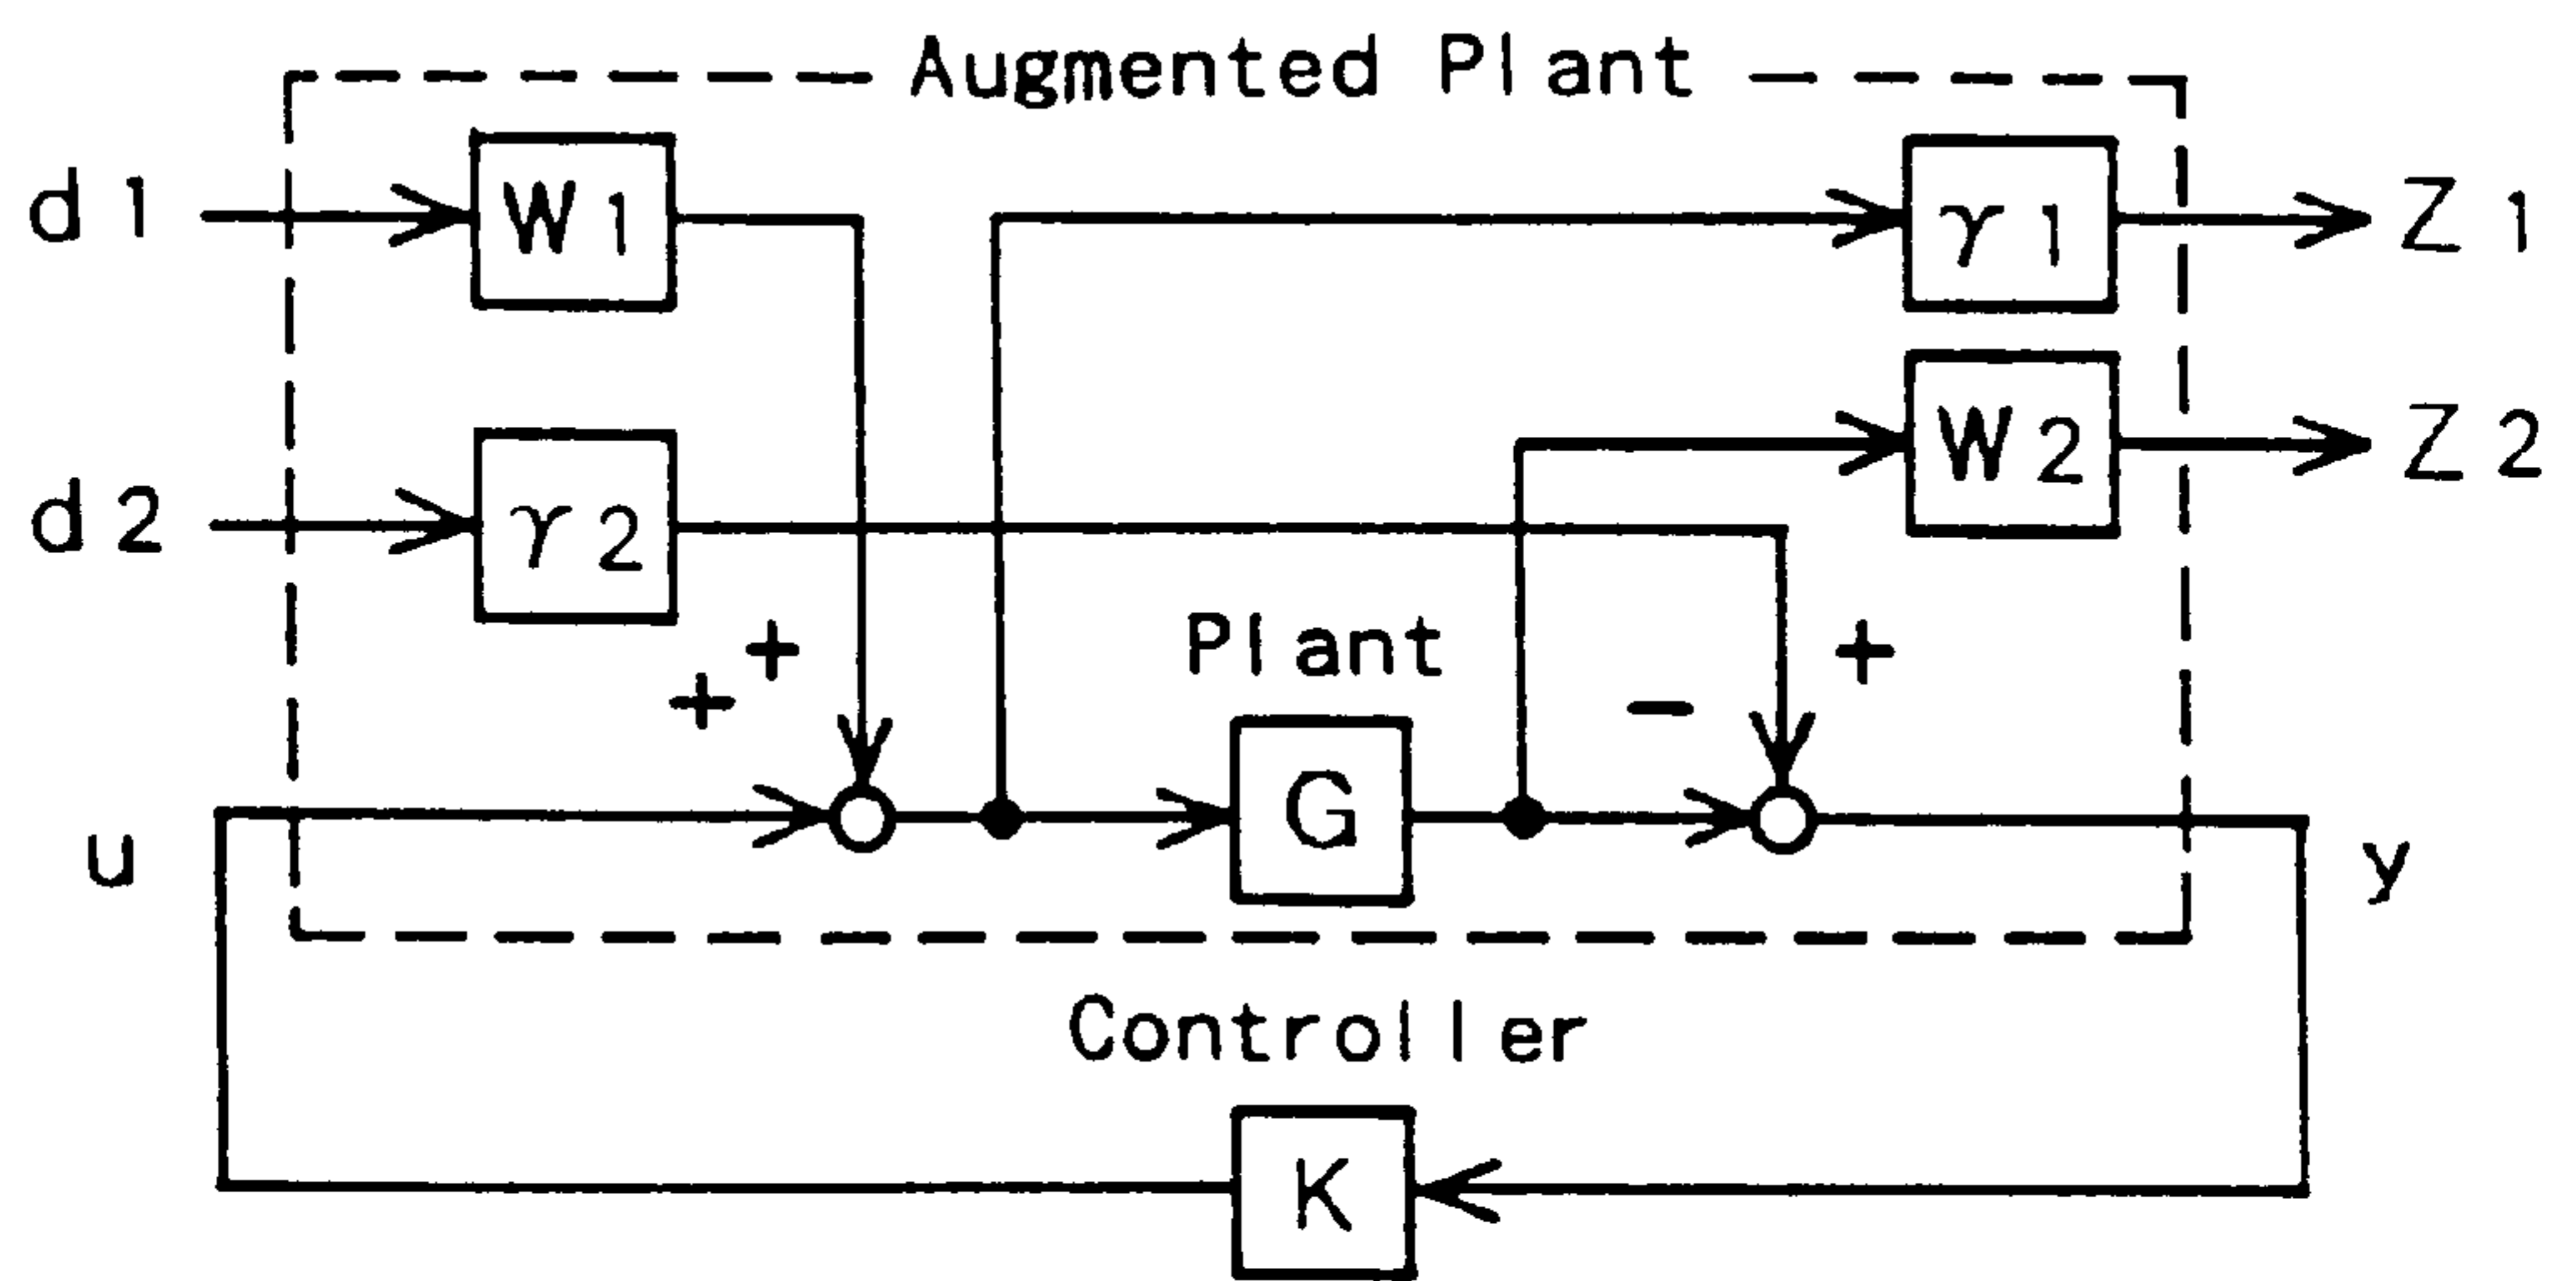 Augmented Plant
d1 W1 γ1 Z1
W2 Z2
d2 γ2
+ Plant +
+ −
u G y
Controller
K